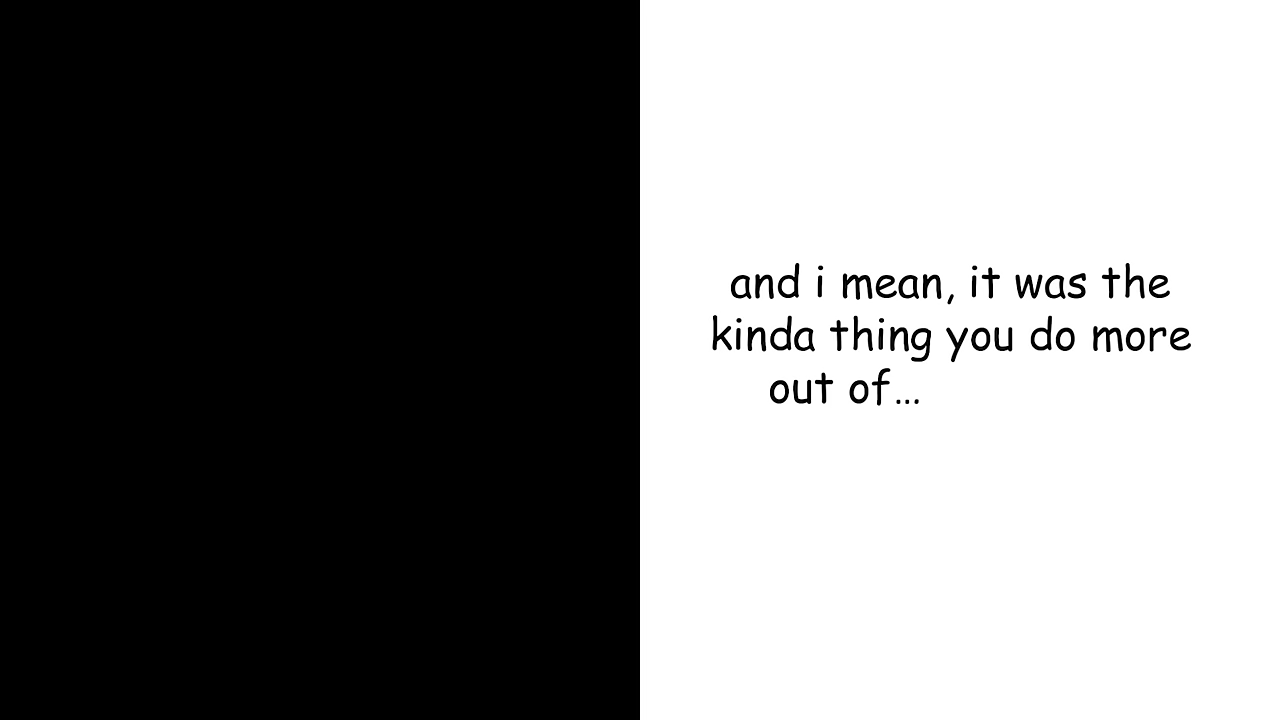 and i mean, it was the
kinda thing you do more
out of...